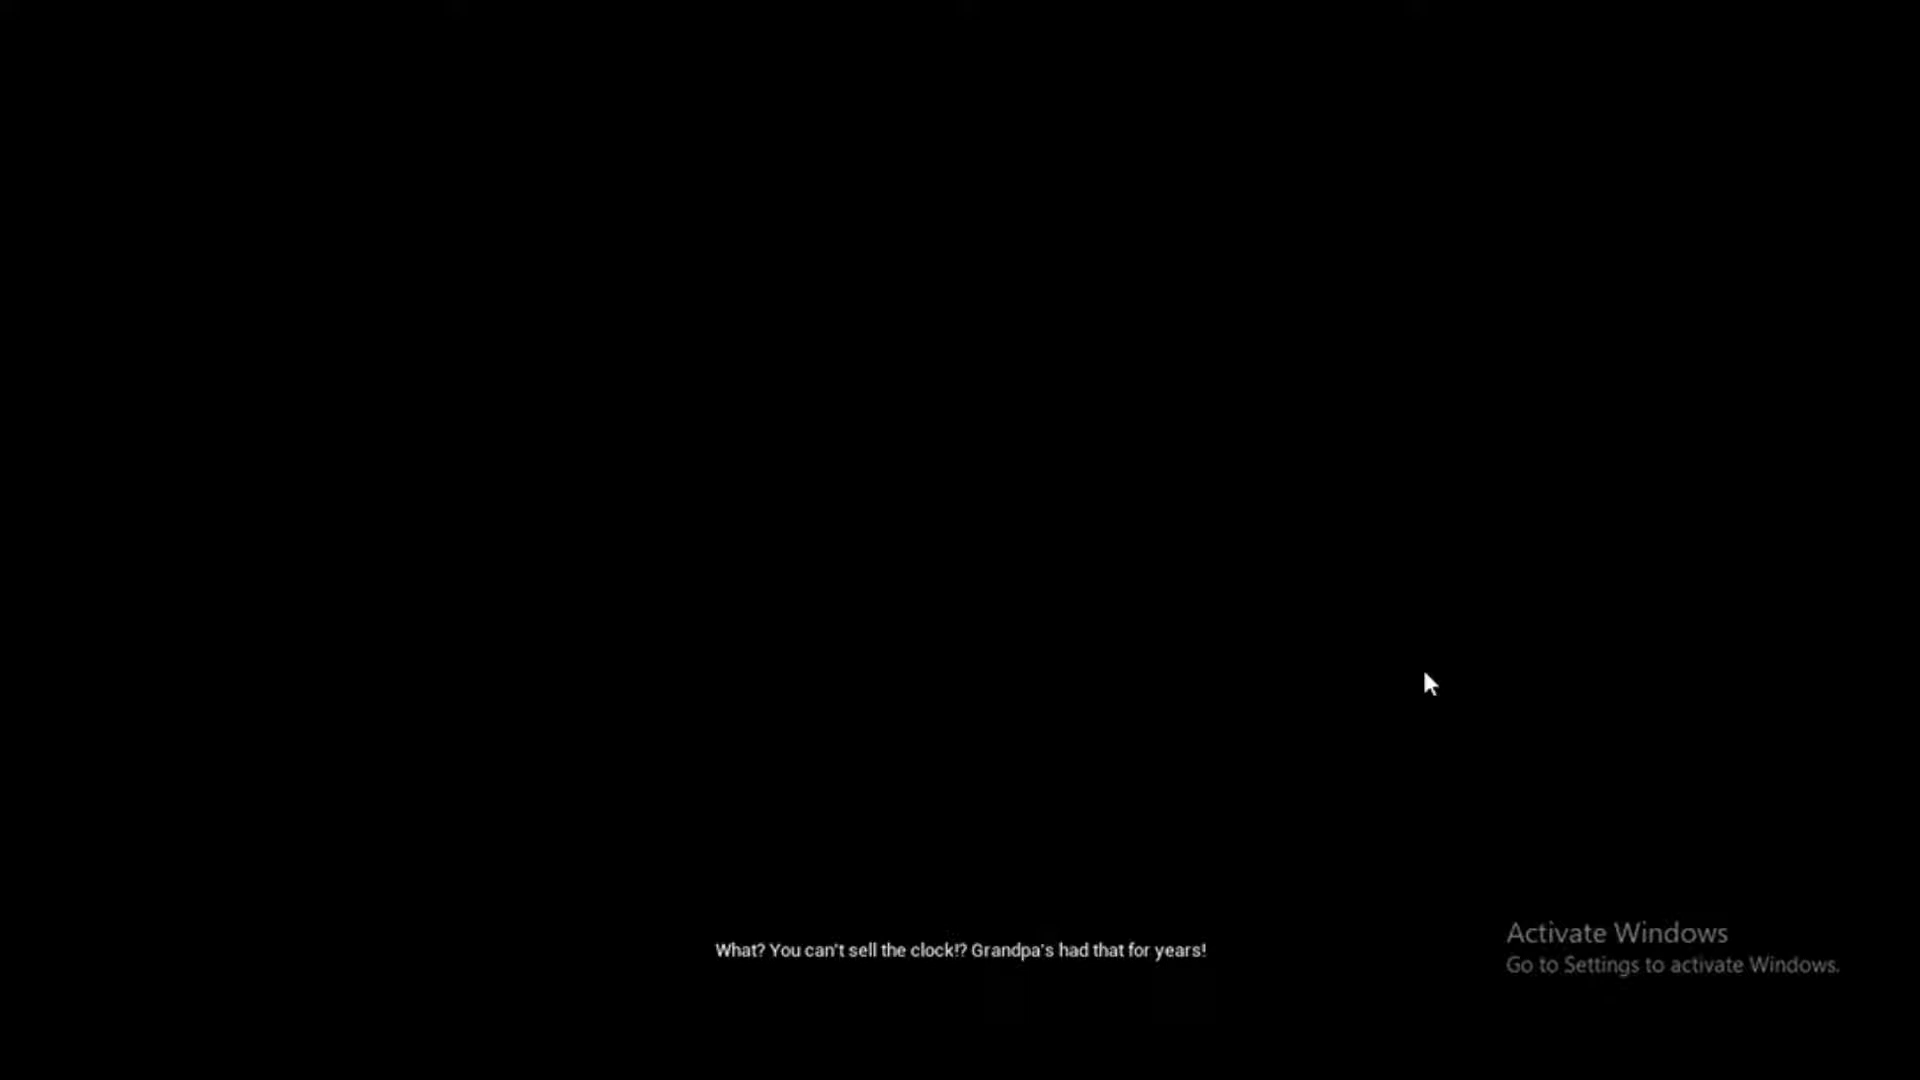 What? You can't sell the clock!? Grandpa's had that for years!
Activate Windows
Go to Settings to activate Windows.